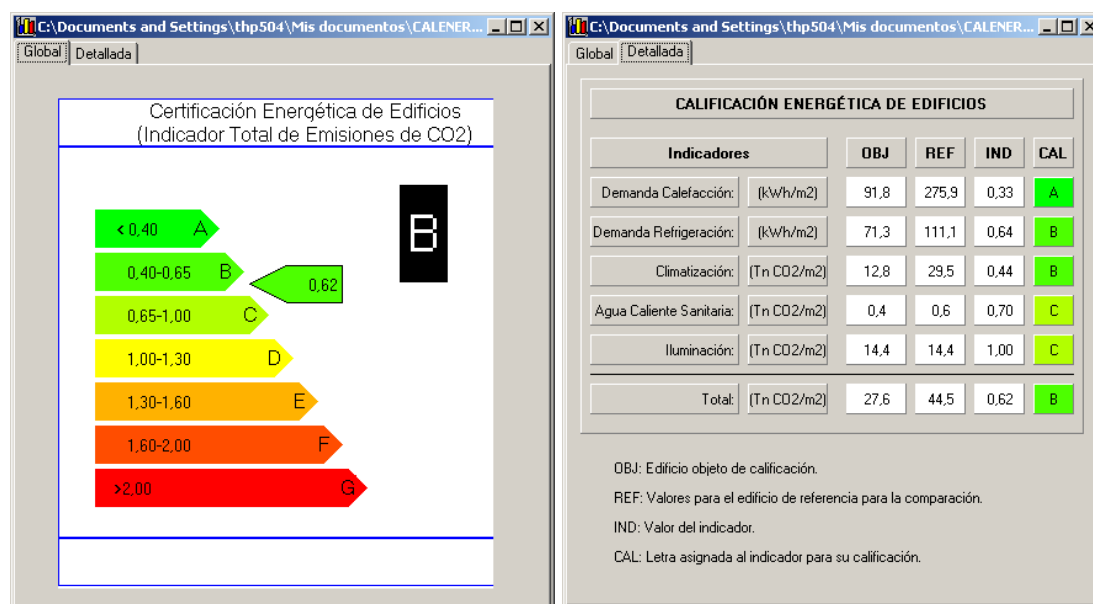 C:\Documents and Settings\thp504\Mis documentos\CALENER...
Global Detallada
Certificación Energética de Edificios
(Indicador Total de Emisiones de CO2)
B
< 0,40 A
0,40-0,65 B
0,62
0,65-1,00 C
1,00-1,30 D
1,30-1,60 E
1,60-2,00 F
>2,00 G
C:\Documents and Settings\thp504\Mis documentos\CALENER...
Global Detallada
CALIFICACIÓN ENERGÉTICA DE EDIFICIOS
Indicadores OBJ REF IND CAL
Demanda Calefacción: (kWh/m2) 91,8 275,9 0,33 A
Demanda Refrigeración: (kWh/m2) 71,3 111,1 0,64 B
Climatización: (Tn CO2/m2) 12,8 29,5 0,44 B
Agua Caliente Sanitaria: (Tn CO2/m2) 0,4 0,6 0,70 C
Iluminación: (Tn CO2/m2) 14,4 14,4 1,00 C
Total: (Tn CO2/m2) 27,6 44,5 0,62 B
OBJ: Edificio objeto de calificación.
REF: Valores para el edificio de referencia para la comparación.
IND: Valor del indicador.
CAL: Letra asignada al indicador para su calificación.